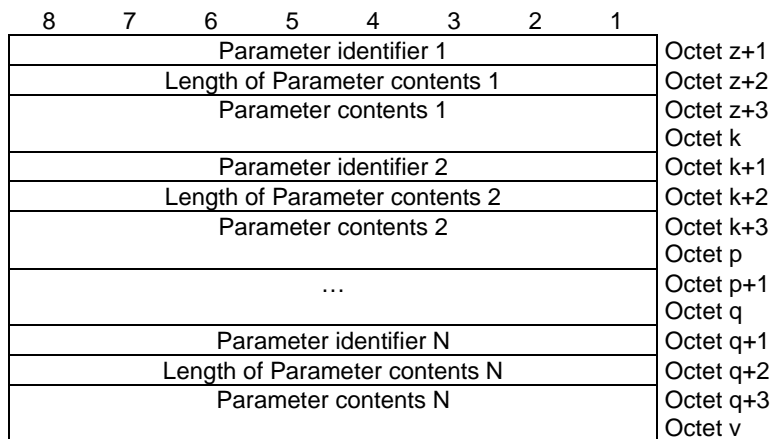 8 7 6 5 4 3 2 1
Parameter identifier 1 Octet z+1
Length of Parameter contents 1 Octet z+2
Parameter contents 1 Octet z+3
Octet k
Parameter identifier 2 Octet k+1
Length of Parameter contents 2 Octet k+2
Parameter contents 2 Octet k+3
Octet p
… Octet p+1
Octet q
Parameter identifier N Octet q+1
Length of Parameter contents N Octet q+2
Parameter contents N Octet q+3
Octet v